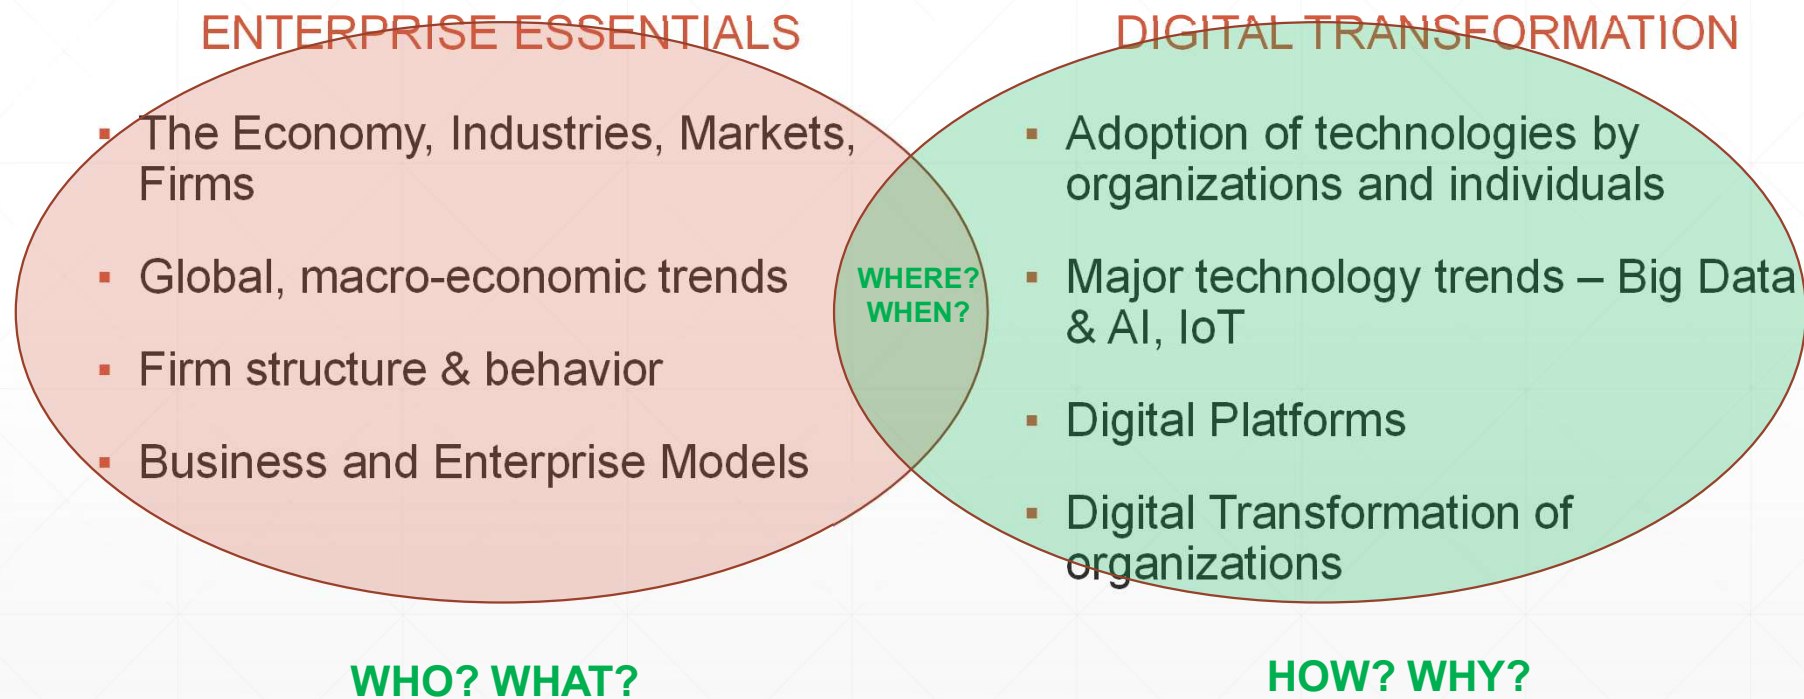 ENTERPRISE ESSENTIALS
▪ The Economy, Industries, Markets,
Firms
▪ Global, macro-economic trends
▪ Firm structure & behavior
▪ Business and Enterprise Models
WHO? WHAT?
WHERE?
WHEN?
DIGITAL TRANSFORMATION
▪ Adoption of technologies by
organizations and individuals
▪ Major technology trends – Big Data
& AI, IoT
▪ Digital Platforms
▪ Digital Transformation of
organizations
HOW? WHY?